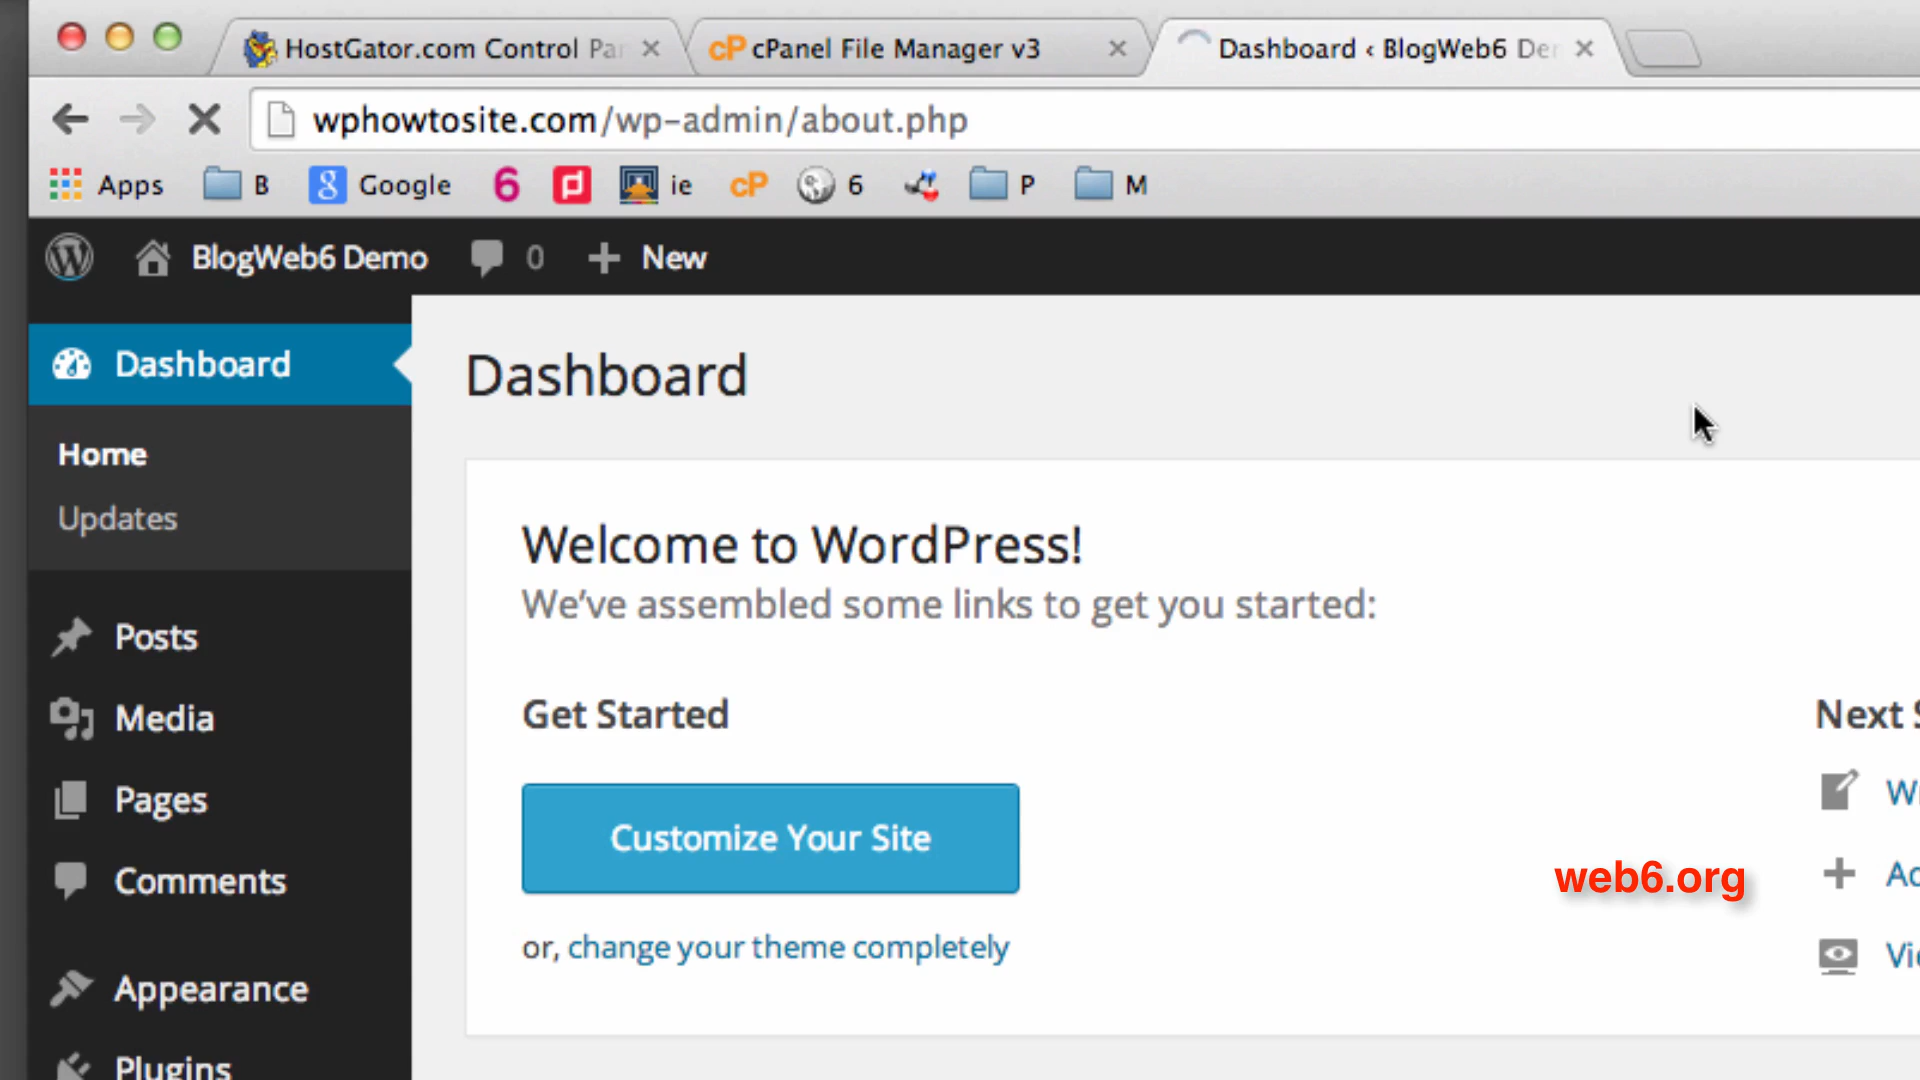 HostGator.com Control Pa
cPanel File Manager v3
Dashboard ‹ BlogWeb6 De
wphowtosite.com/wp-admin/about.php
Apps B Google 6 ie cP 6 P M
BlogWeb6 Demo 0 + New
Dashboard
Home
Updates
Posts
Media
Pages
Comments
Appearance
Plugins
Dashboard
Welcome to WordPress!
We've assembled some links to get you started:
Get Started
Customize Your Site
or, change your theme completely
Next
web6.org